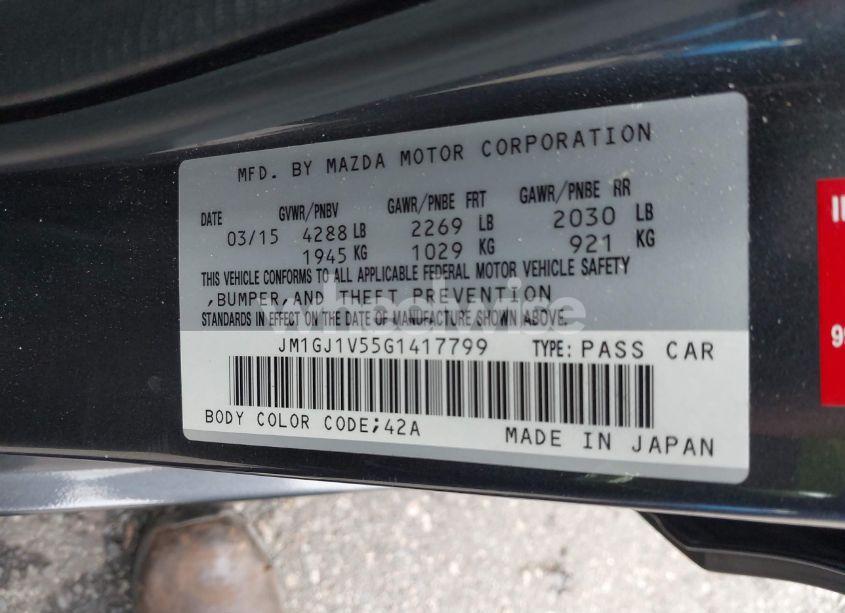 MFD. BY MAZDA MOTOR CORPORATION
DATE GVWR/PNBV GAWR/PNBE FRT GAWR/PNBE RR
03/15 4288 LB 2269 LB 2030 LB
1945 KG 1029 KG 921 KG
THIS VEHICLE CONFORMS TO ALL APPLICABLE FEDERAL MOTOR VEHICLE SAFETY
,BUMPER,AND THEFT PREVENTION
STANDARDS IN EFFECT ON THE DATE OF MANUFACTURE SHOWN ABOVE.
JM1GJ1V55G1417799 TYPE: PASS CAR
BODY COLOR CODE;42A
MADE IN JAPAN